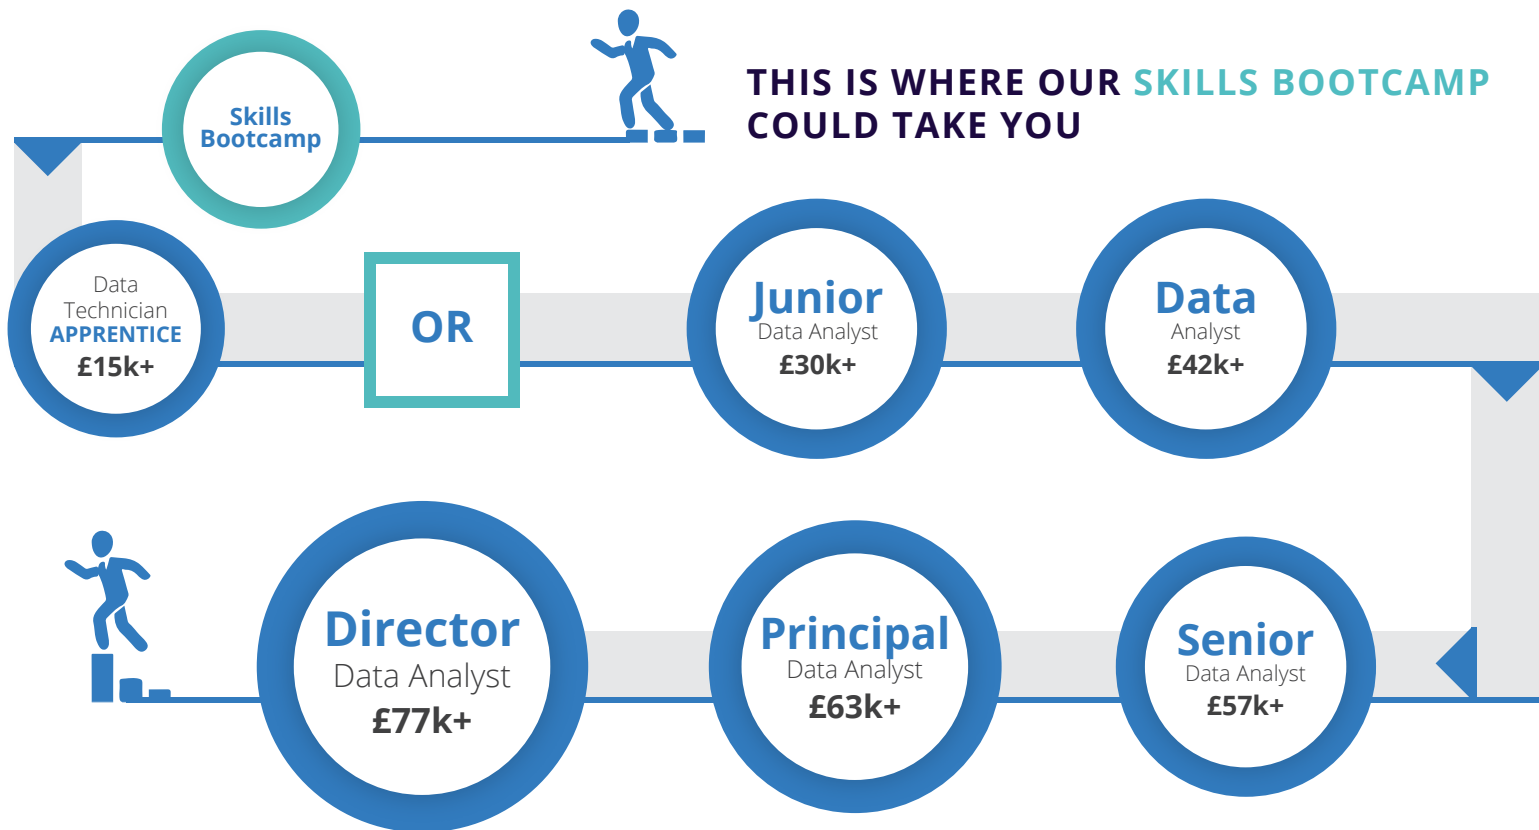 THIS IS WHERE OUR SKILLS BOOTCAMP
COULD TAKE YOU
Skills
Bootcamp
Data
Technician
APPRENTICE
£15k+
OR
Junior
Data Analyst
£30k+
Data
Analyst
£42k+
Senior
Data Analyst
£57k+
Principal
Data Analyst
£63k+
Director
Data Analyst
£77k+